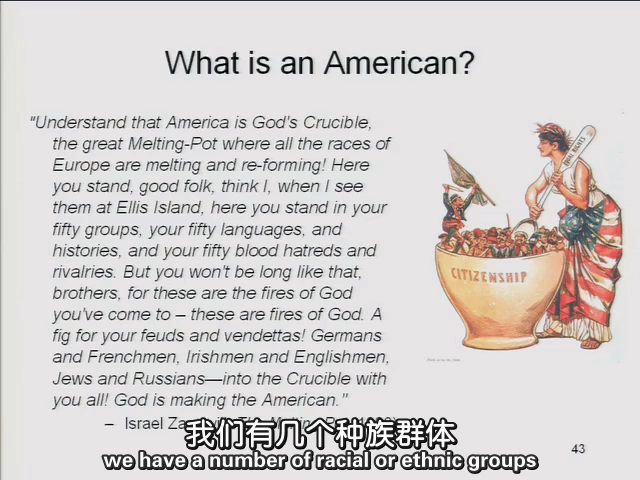 What is an American?
"Understand that America is God's Crucible,
the great Melting-Pot where all the races of
Europe are melting and re-forming! Here
you stand, good folk, think I, when I see
them at Ellis Island, here you stand in your
fifty groups, your fifty languages, and
histories, and your fifty blood hatreds and
rivalries. But you won't be long like that,
brothers, for these are the fires of God
you've come to – these are fires of God. A
fig for your feuds and vendettas! Germans
and Frenchmen, Irishmen and Englishmen,
Jews and Russians—into the Crucible with
you all! God is making the American."
EQUAL RIGHTS
CITIZENSHIP
– Israel
我们有几个种族群体
we have a number of racial or ethnic groups
43